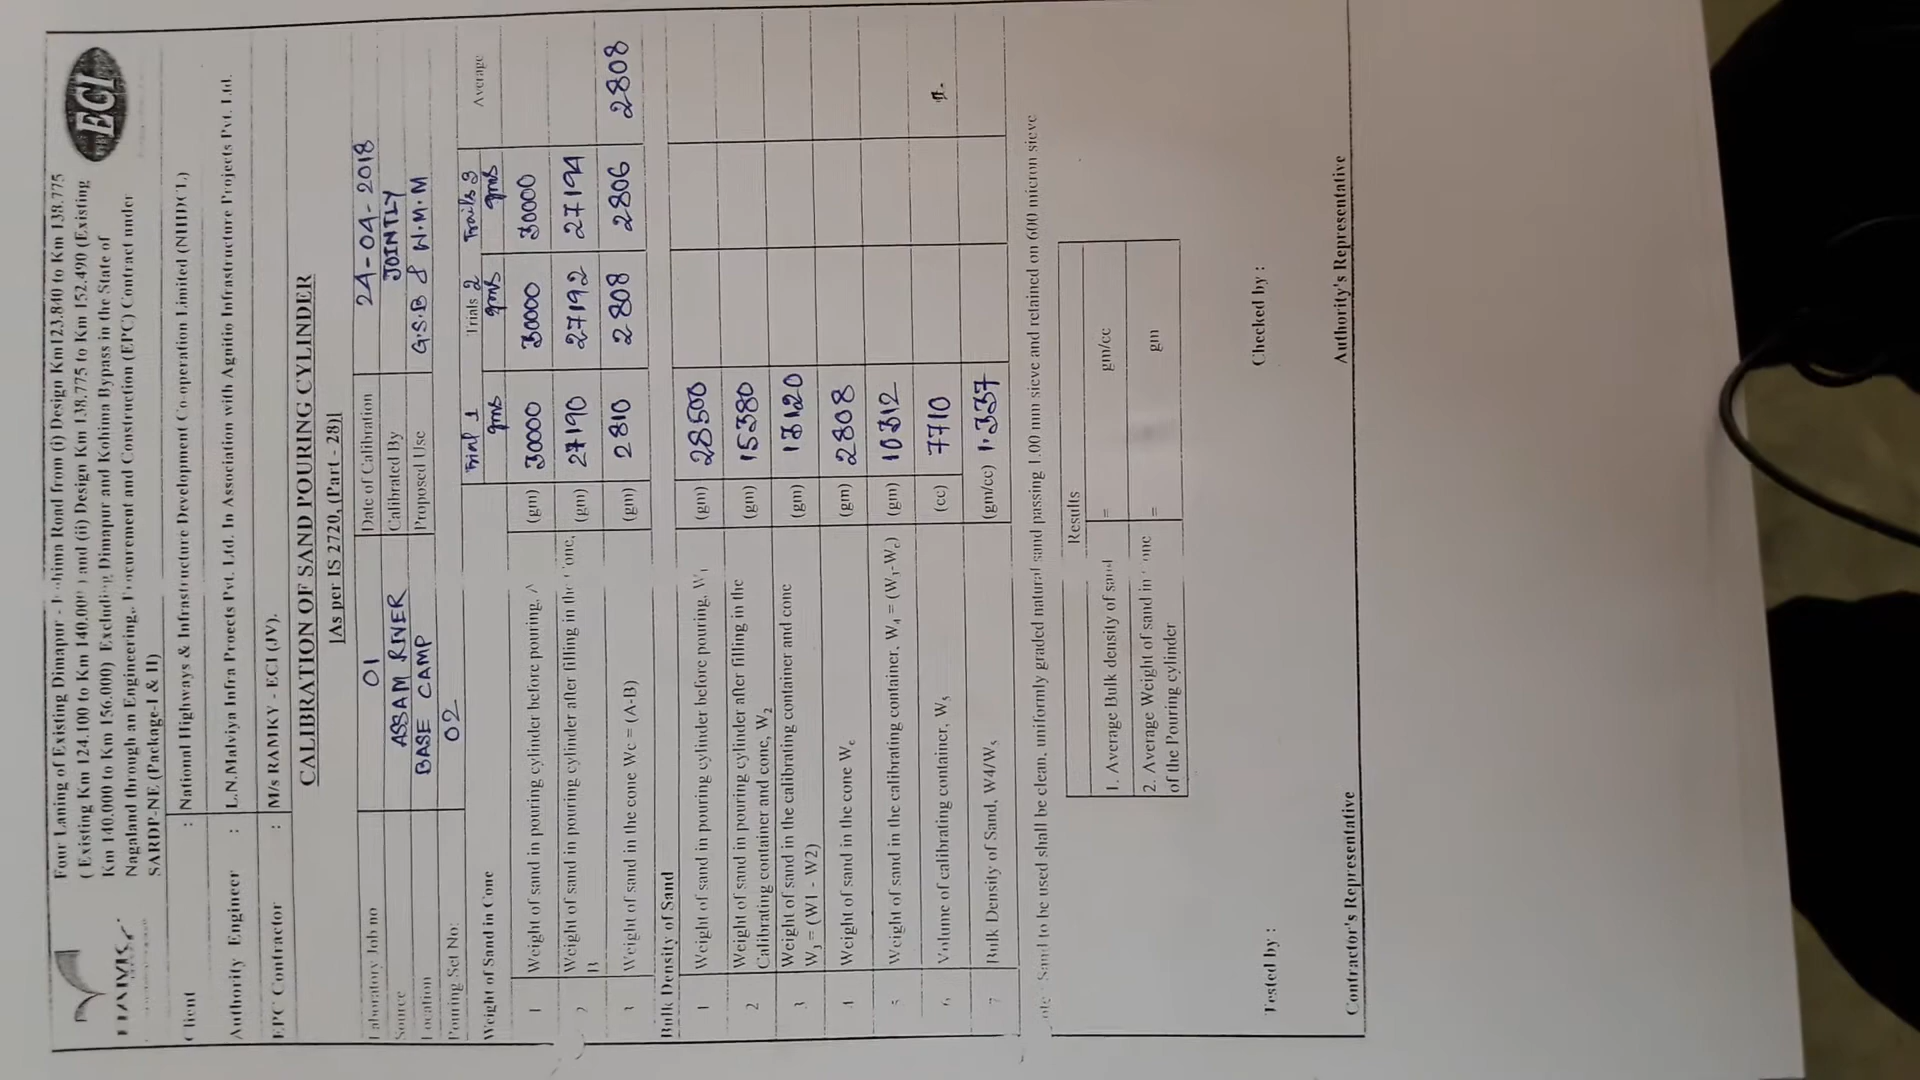 ECI
Four Laning of Existing Dimapur - Kohima Road from (i) Design Km123.840 to Km 138.775
(Existing Km 124.100 to Km 140.000) and (ii) Design Km 138.775 to Km 152.490 (Existing
Km 140.000 to Km 156.000) Excluding Dimapur and Kohima Bypass in the State of
Nagaland through an Engineering, Procurement and Construction (EPC) Contract under
SARDP-NE (Package-I & II)
Client : National Highways & Infrastructure Development Co-operation Limited (NHIDCL)
Authority Engineer : L.N.Malviya Infra Proects Pvt. Ltd. In Association with Agnitio Infrastructure Projects Pvt. Ltd.
EPC Contractor : M/s RAMKY - ECI (JV).
CALIBRATION OF SAND POURING CYLINDER
[As per IS 2720,(Part - 28)]
Laboratory Job no 01 Date of Calibration 24-04-2018
Source ASSAM RIVER Calibrated By JOINTLY
Location BASE CAMP Proposed Use G.S.B & W.M.M
Pouring Set No: 02
Weight of Sand in Cone Trial 1 gms Trials 2 gms Trails 3 gms Average
1 Weight of sand in pouring cylinder before pouring, A (gm) 30000 30000 30000
2 Weight of sand in pouring cylinder after filling in the Cone, (gm) 27190 27192 27194
B
3 Weight of sand in the cone Wc = (A-B) (gm) 2810 2808 2806 2808
Bulk Density of Sand
1 Weight of sand in pouring cylinder before pouring, W1 (gm) 28500
2 Weight of sand in pouring cylinder after filling in the (gm) 15380
Calibrating container and cone, W2
3 Weight of sand in the calibrating container and cone (gm) 13120
W3 = (W1 - W2)
4 Weight of sand in the cone Wc (gm) 2808
5 Weight of sand in the calibrating container, W4 = (W3-Wc) (gm) 10312
6 Volume of calibrating container, W5 (cc) 7710
7 Bulk Density of Sand, W4/W5 (gm/cc) 1.337
Sand to be used shall be clean, uniformly graded natural sand passing 1.00 mm sieve and retained on 600 micron sieve
Results
1. Average Bulk density of sand = gm/cc
2. Average Weight of sand in Cone = gm
of the Pouring cylinder
Tested by : Checked by :
Contractor's Representative Authority's Representative